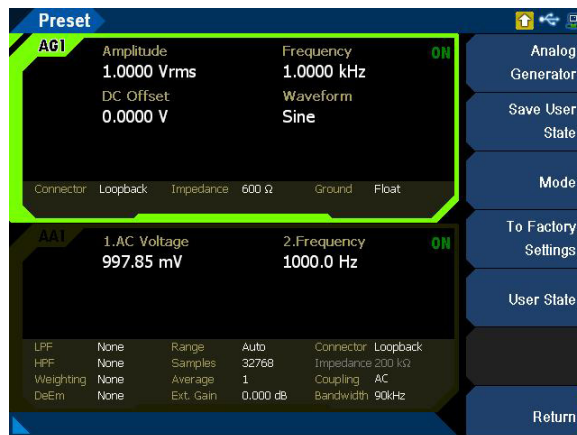 Preset
AG1
Amplitude Frequency ON
1.0000 Vrms 1.0000 kHz
DC Offset Waveform
0.0000 V Sine
Connector Loopback Impedance 600 Ω Ground Float
AA1
1.AC Voltage 2.Frequency ON
997.85 mV 1000.0 Hz
LPF None Range Auto Connector Loopback
HPF None Samples 32768 Impedance 200 kΩ
Weighting None Average 1 Coupling AC
DeEm None Ext. Gain 0.000 dB Bandwidth 90kHz
Analog
Generator
Save User
State
Mode
To Factory
Settings
User State
Return